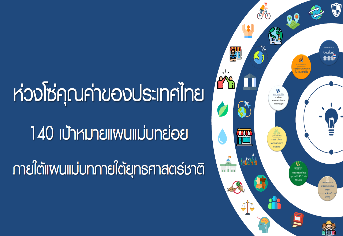 ห่วงโซ่คุณค่าของประเทศไทย
140 เป้าหมายแผนแม่บทย่อย
ภายใต้แผนแม่บทภายใต้ยุทธศาสตร์ชาติ